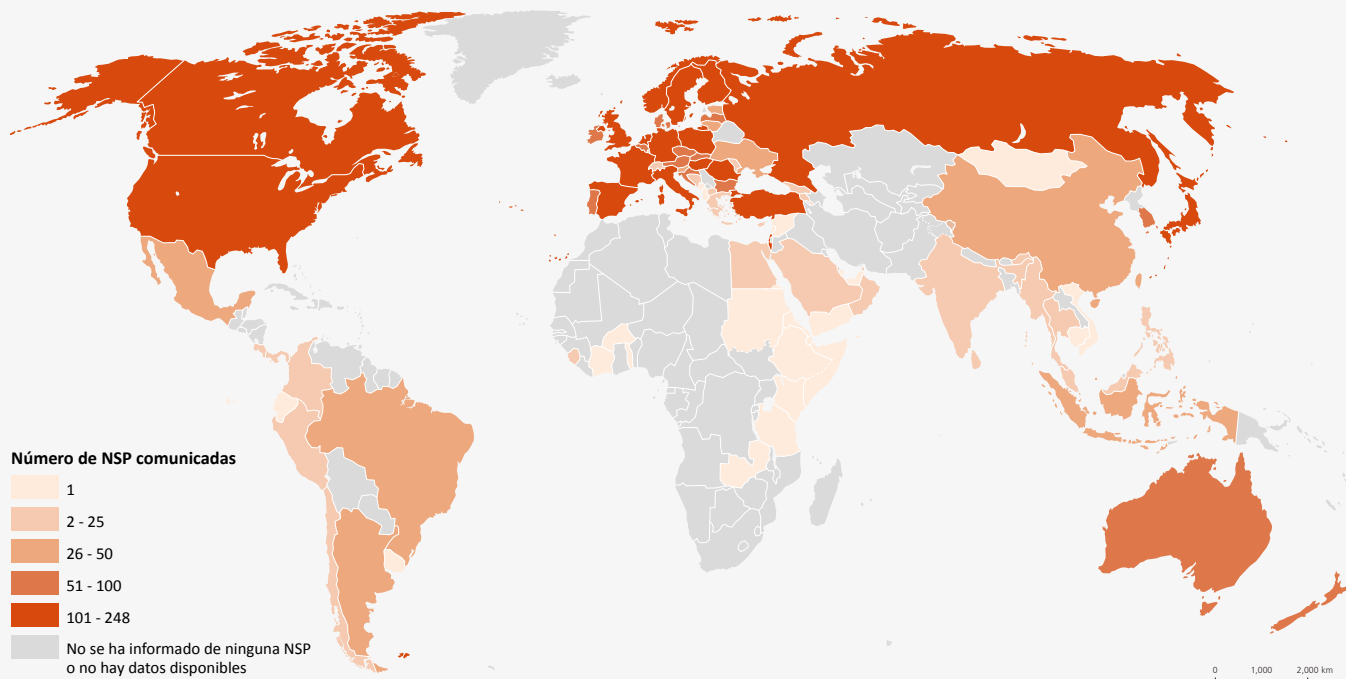 Número de NSP comunicadas
1
2 - 25
26 - 50
51 - 100
101 - 248
No se ha informado de ninguna NSP
o no hay datos disponibles
0 1,000 2,000 km